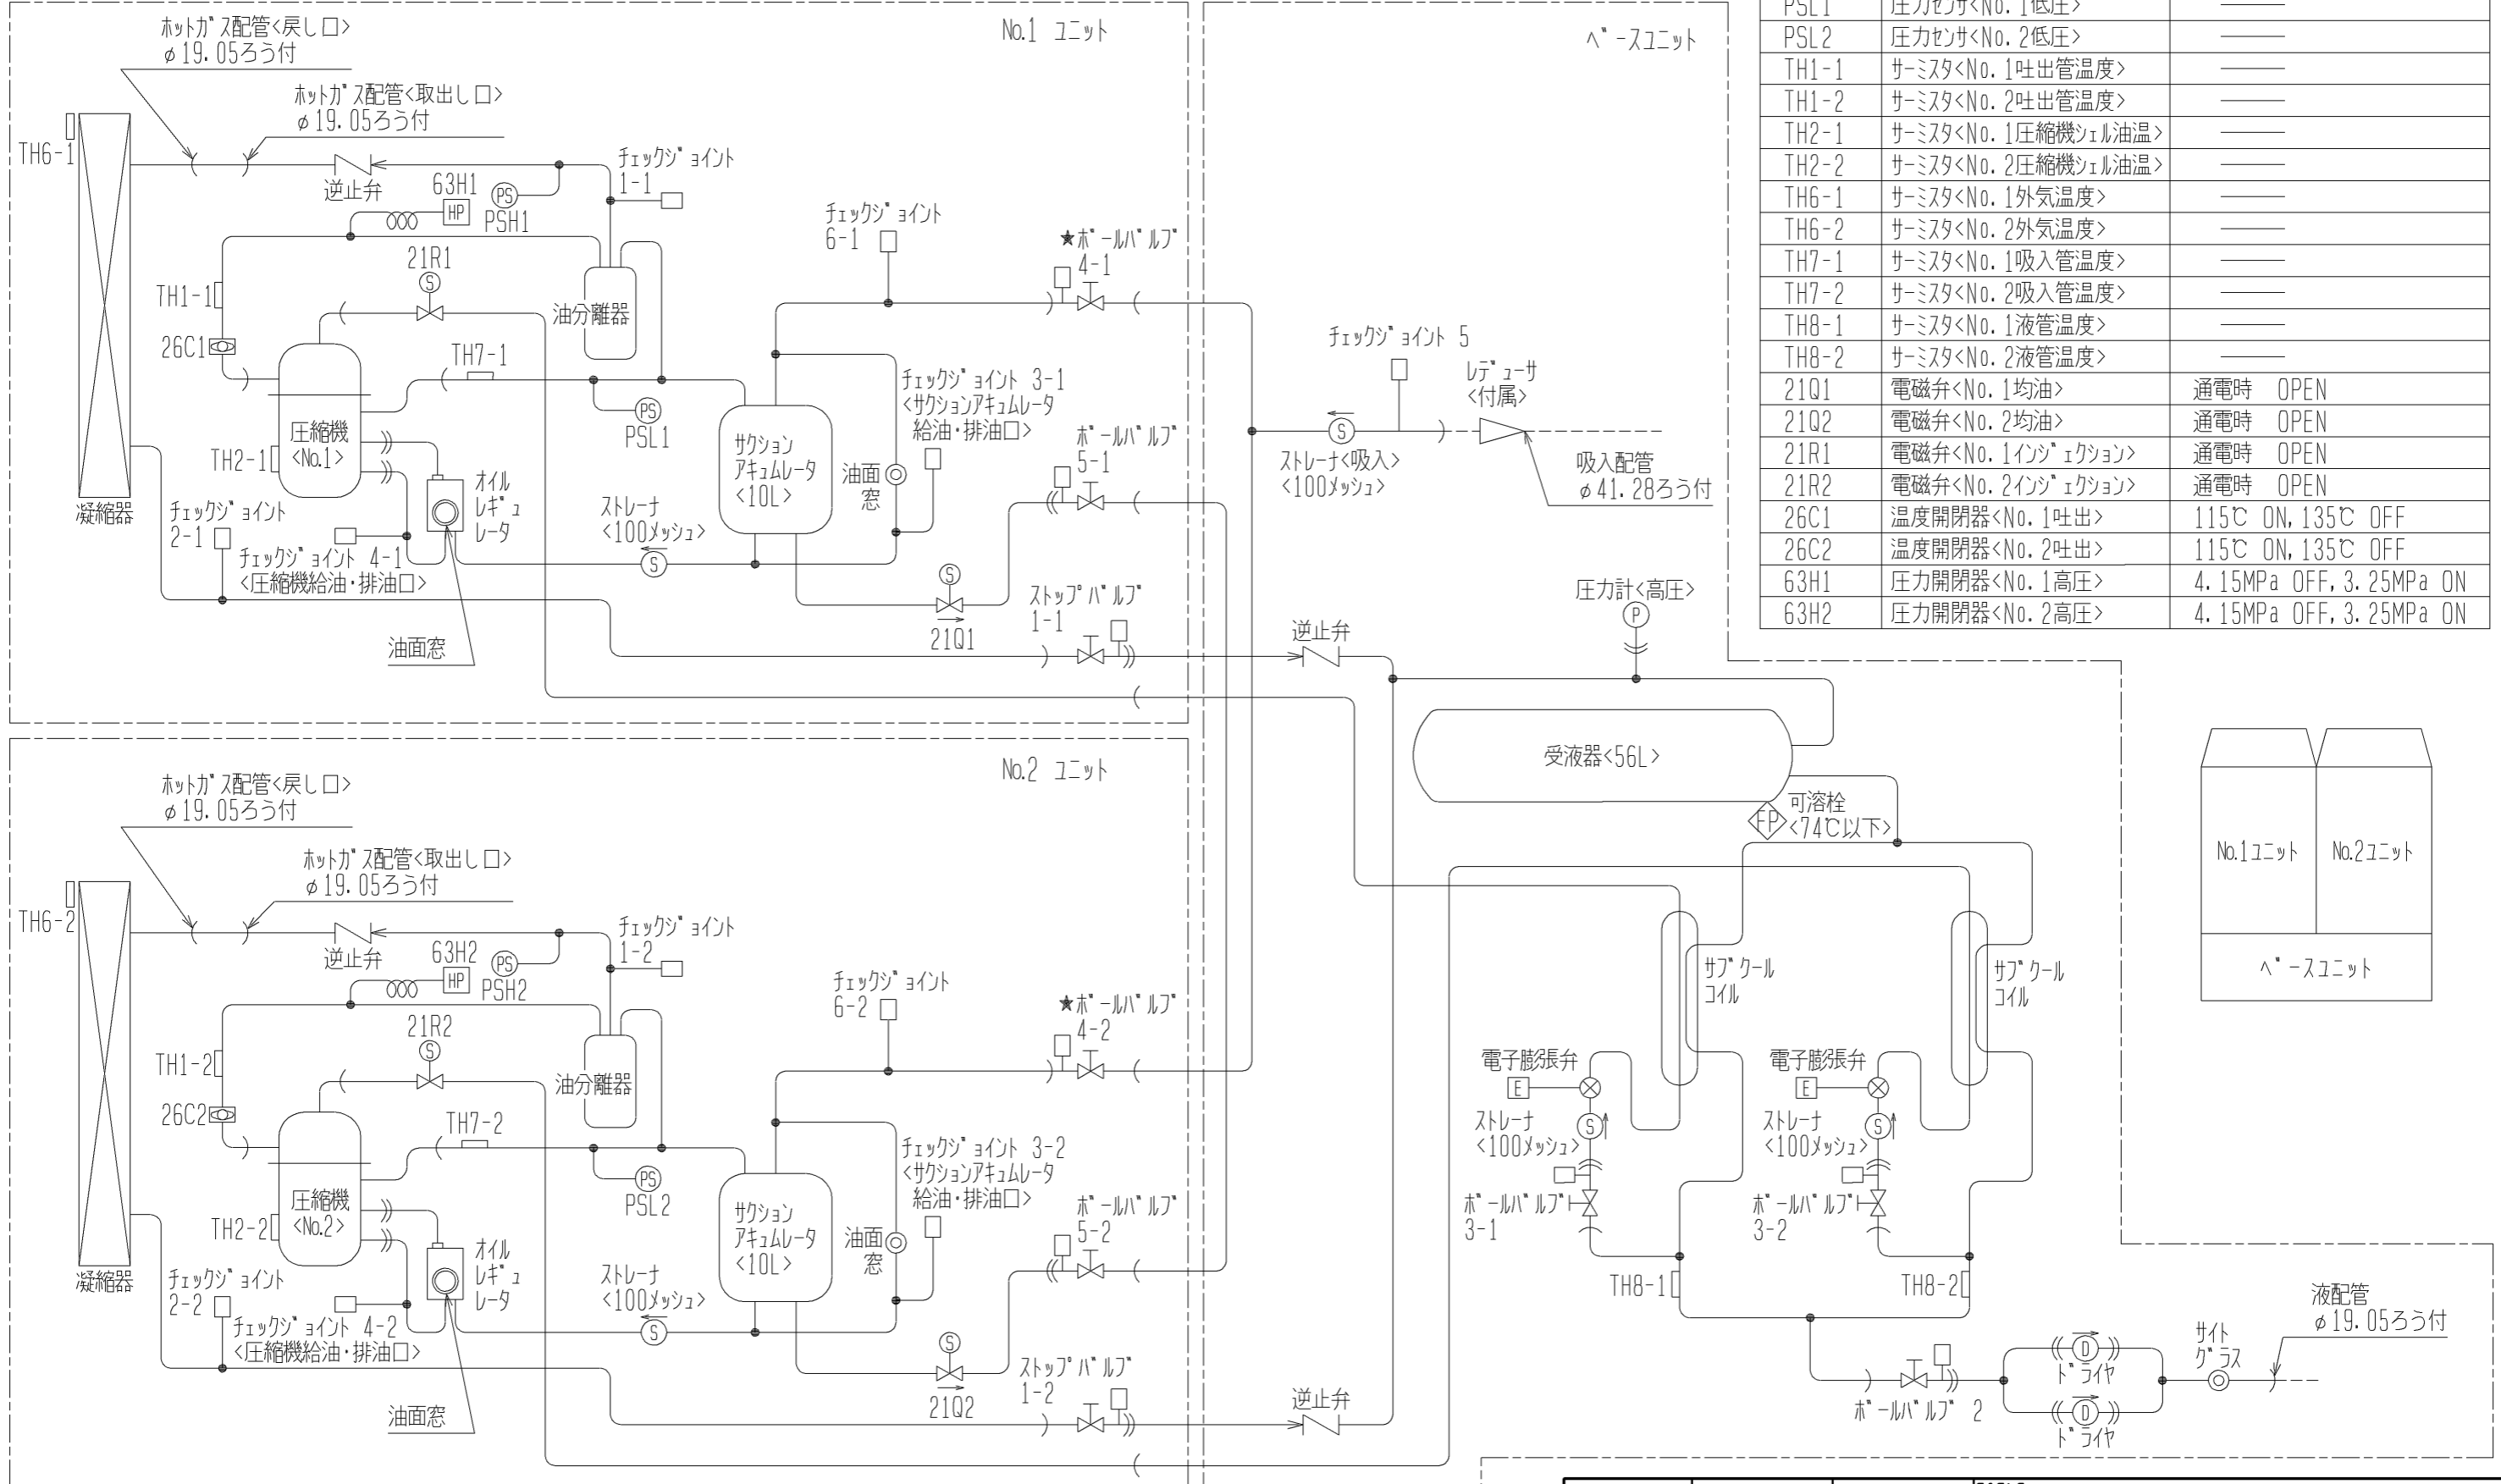 No.1 ユニット
ホットガス配管<戻し口>
φ19.05ろう付
ホットガス配管<取出し口>
φ19.05ろう付
TH6-1
逆止弁
63H1
HP
PS
PSH1
チェックジョイント
1-1
21R1
S
TH1-1
26C1
油分離器
TH7-1
PS
PSL1
圧縮機
<No.1>
TH2-1
オイル
レギュ
レータ
凝縮器
チェックジョイント
2-1
チェックジョイント 4-1
<圧縮機給油・排油口>
油面窓
チェックジョイント
6-1
★ボールバルブ
4-1
チェックジョイント 3-1
<サクションアキュムレータ
給油・排油口>
サクション
アキュムレータ
<10L>
油面
窓
ストレーナ
<100メッシュ>
S
ボールバルブ
5-1
S
21Q1
ストップバルブ
1-1
No.2 ユニット
ホットガス配管<戻し口>
φ19.05ろう付
ホットガス配管<取出し口>
φ19.05ろう付
TH6-2
逆止弁
63H2
HP
PS
PSH2
チェックジョイント
1-2
21R2
S
TH1-2
26C2
油分離器
TH7-2
PS
PSL2
圧縮機
<No.2>
TH2-2
オイル
レギュ
レータ
凝縮器
チェックジョイント
2-2
チェックジョイント 4-2
<圧縮機給油・排油口>
油面窓
チェックジョイント
6-2
★ボールバルブ
4-2
チェックジョイント 3-2
<サクションアキュムレータ
給油・排油口>
サクション
アキュムレータ
<10L>
油面
窓
ストレーナ
<100メッシュ>
S
ボールバルブ
5-2
S
21Q2
ストップバルブ
1-2
ベースユニット
チェックジョイント 5
レデューサ
<付属>
S
ストレーナ<吸入>
<100メッシュ>
吸入配管
φ41.28ろう付
圧力計<高圧>
P
逆止弁
受液器<56L>
FP
可溶栓
<74℃以下>
サブクール
コイル
サブクール
コイル
電子膨張弁
E
ストレーナ
<100メッシュ>
S
ボールバルブ
3-1
電子膨張弁
E
ストレーナ
<100メッシュ>
S
ボールバルブ
3-2
TH8-1
TH8-2
逆止弁
ボールバルブ 2
D
ドライヤ
D
ドライヤ
サイト
グラス
液配管
φ19.05ろう付
PSL1 圧力センサ<No.1低圧> ——
PSL2 圧力センサ<No.2低圧> ——
TH1-1 サーミスタ<No.1吐出管温度> ——
TH1-2 サーミスタ<No.2吐出管温度> ——
TH2-1 サーミスタ<No.1圧縮機シェル油温> ——
TH2-2 サーミスタ<No.2圧縮機シェル油温> ——
TH6-1 サーミスタ<No.1外気温度> ——
TH6-2 サーミスタ<No.2外気温度> ——
TH7-1 サーミスタ<No.1吸入管温度> ——
TH7-2 サーミスタ<No.2吸入管温度> ——
TH8-1 サーミスタ<No.1液管温度> ——
TH8-2 サーミスタ<No.2液管温度> ——
21Q1 電磁弁<No.1均油> 通電時 OPEN
21Q2 電磁弁<No.2均油> 通電時 OPEN
21R1 電磁弁<No.1インジェクション> 通電時 OPEN
21R2 電磁弁<No.2インジェクション> 通電時 OPEN
26C1 温度開閉器<No.1吐出> 115℃ ON,135℃ OFF
26C2 温度開閉器<No.2吐出> 115℃ ON,135℃ OFF
63H1 圧力開閉器<No.1高圧> 4.15MPa OFF,3.25MPa ON
63H2 圧力開閉器<No.2高圧> 4.15MPa OFF,3.25MPa ON
No.1ユニット
No.2ユニット
ベースユニット